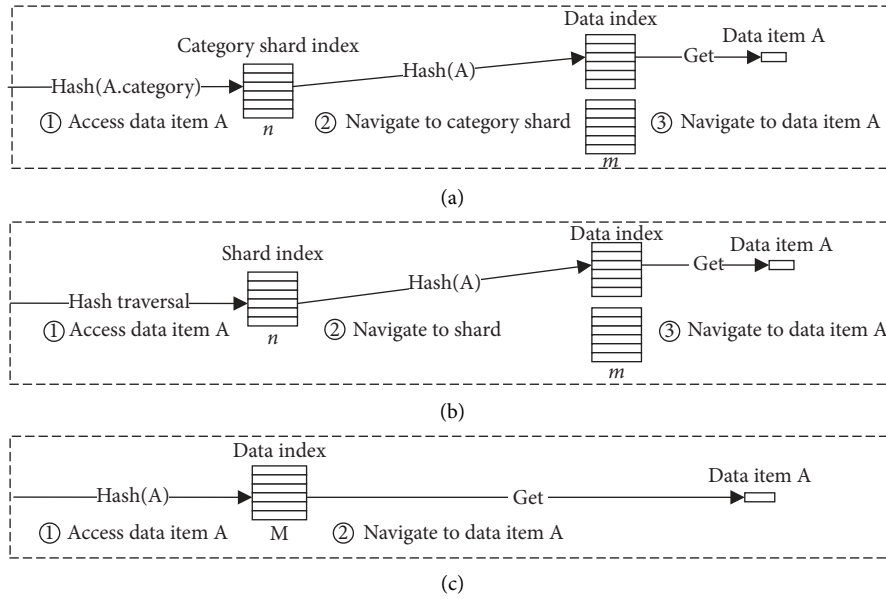 Data index
Data item A
Category shard index
Get
Hash(A)
Hash(A.category)
① Access data item A ② Navigate to category shard ③ Navigate to data item A
n
m
(a)
Data index
Data item A
Shard index
Get
Hash(A)
Hash traversal
① Access data item A ② Navigate to shard ③ Navigate to data item A
n
m
(b)
Data index
Data item A
Hash(A) Get
① Access data item A M ② Navigate to data item A
(c)